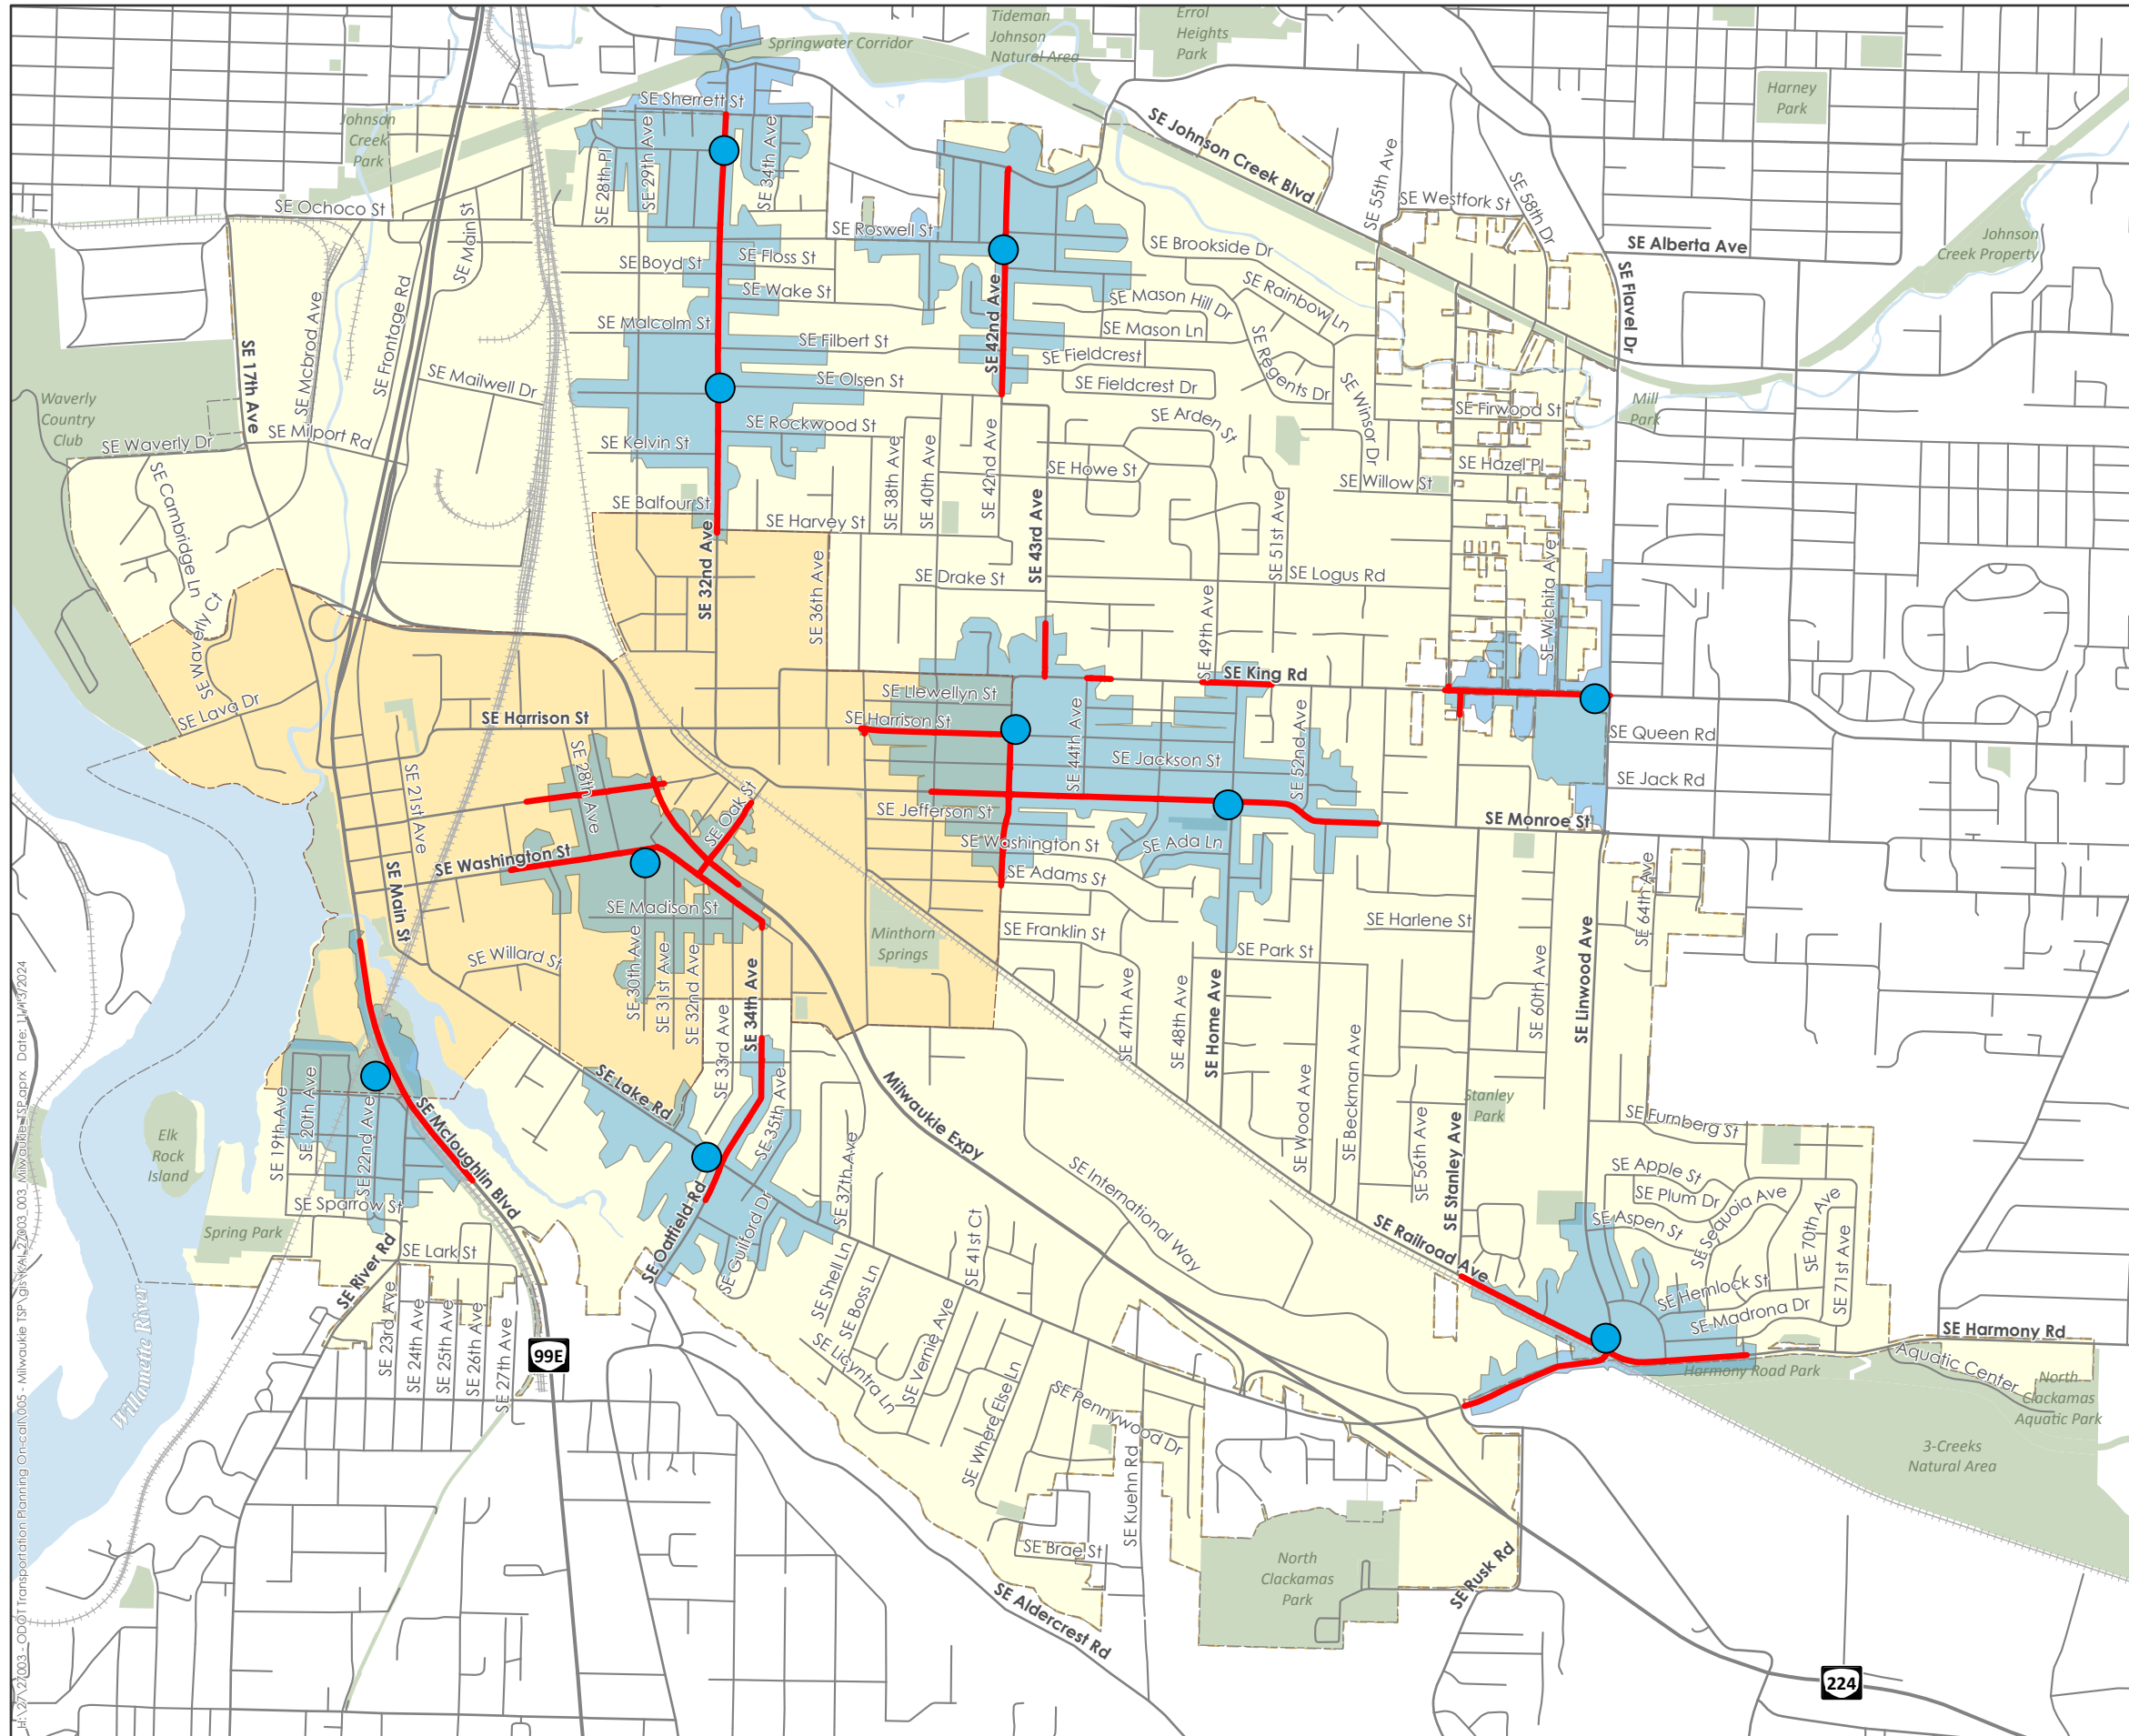 Tideman
Johnson
Natural Area
Errol
Heights
Park
Springwater Corridor
Harney
Park
SE Sherrett St
Johnson
Creek
Park
SE 28th Pl
SE 29th Ave
SE 34th Ave
SE Johnson Creek Blvd
SE 55th Ave
SE Westfork St
SE 58th Dr
SE Ochoco St
SE Main St
SE Roswell St
SE Brookside Dr
SE Alberta Ave
Johnson
Creek Property
SE Boyd St
SE Floss St
SE Wake St
SE Mason Hill Dr
SE Rainbow Ln
SE Flavel Dr
SE Mcbrod Ave
SE Frontage Rd
SE Malcolm St
SE Filbert St
SE 42nd Ave
SE Mason Ln
SE Fieldcrest
SE Regents Dr
SE 17th Ave
SE Mailwell Dr
SE Olsen St
SE Fieldcrest Dr
SE Winsor Dr
Waverly
Country
Club
SE Waverly Dr
SE Milport Rd
SE Kelvin St
SE Rockwood St
SE Arden St
SE Firwood St
Mill
Park
SE 38th Ave
SE 40th Ave
SE 42nd Ave
SE Howe St
SE Hazel Pl
SE Willow St
SE Cambridge Ln
SE Balfour St
SE Harvey St
SE 43rd Ave
SE 51st Ave
SE 32nd Ave
SE 36th Ave
SE Drake St
SE Logus Rd
SE Wichita Ave
SE Waverly Ct
SE 49th Ave
SE Lava Dr
SE King Rd
SE Llewellyn St
SE Harrison St
SE Harrison St
SE 28th Ave
SE 44th Ave
SE Jackson St
SE 52nd Ave
SE Queen Rd
SE Jack Rd
SE 21st Ave
SE Oak St
SE Jefferson St
SE Monroe St
SE Washington St
SE Washington St
SE Ada Ln
SE Main St
SE Adams St
SE 64th Ave
SE Madison St
Minthorn
Springs
SE Franklin St
SE Harlene St
SE Park St
SE Linwood Ave
SE Willard St
SE 30th Ave
SE 31st Ave
SE 32nd Ave
SE 33rd Ave
SE 34th Ave
SE 47th Ave
SE 48th Ave
SE Home Ave
SE 60th Ave
SE 19th Ave
SE 20th Ave
SE 22nd Ave
SE Mcloughlin Blvd
SE Lake Rd
SE 35th Ave
Milwaukie Expy
SE Wood Ave
SE Beckman Ave
SE 56th Ave
SE Stanley Ave
Stanley
Park
SE Furnberg St
Elk
Rock
Island
SE 37th Ave
SE International Way
SE Apple St
SE Plum Dr
SE Sequoia Ave
SE 70th Ave
SE 71st Ave
SE Aspen St
SE Sparrow St
Spring Park
SE River Rd
SE Lark St
SE Oatfield Rd
SE Guilford Dr
SE 41st Ct
SE Shell Ln
SE Boss Ln
SE Railroad Ave
SE Hemlock St
SE Madrona Dr
SE Harmony Rd
Aquatic Center
SE 23rd Ave
SE 24th Ave
SE 25th Ave
SE 26th Ave
SE 27th Ave
99E
SE Licyntra Ln
SE Vernie Ave
SE Where Else Ln
SE Pennywood Dr
Harmony Road Park
North
Clackamas
Aquatic Park
3-Creeks
Natural Area
Willamette River
SE Kuehn Rd
SE Brae St
North
Clackamas
Park
SE Rusk Rd
SE Aldercrest Rd
224
H:\27\27003 - ODOT Transportation Planning On-call\005 - Milwaukie TSP\gis\KAI_27003_003_Milwaukie_TSP.aprx Date: 11/13/2024